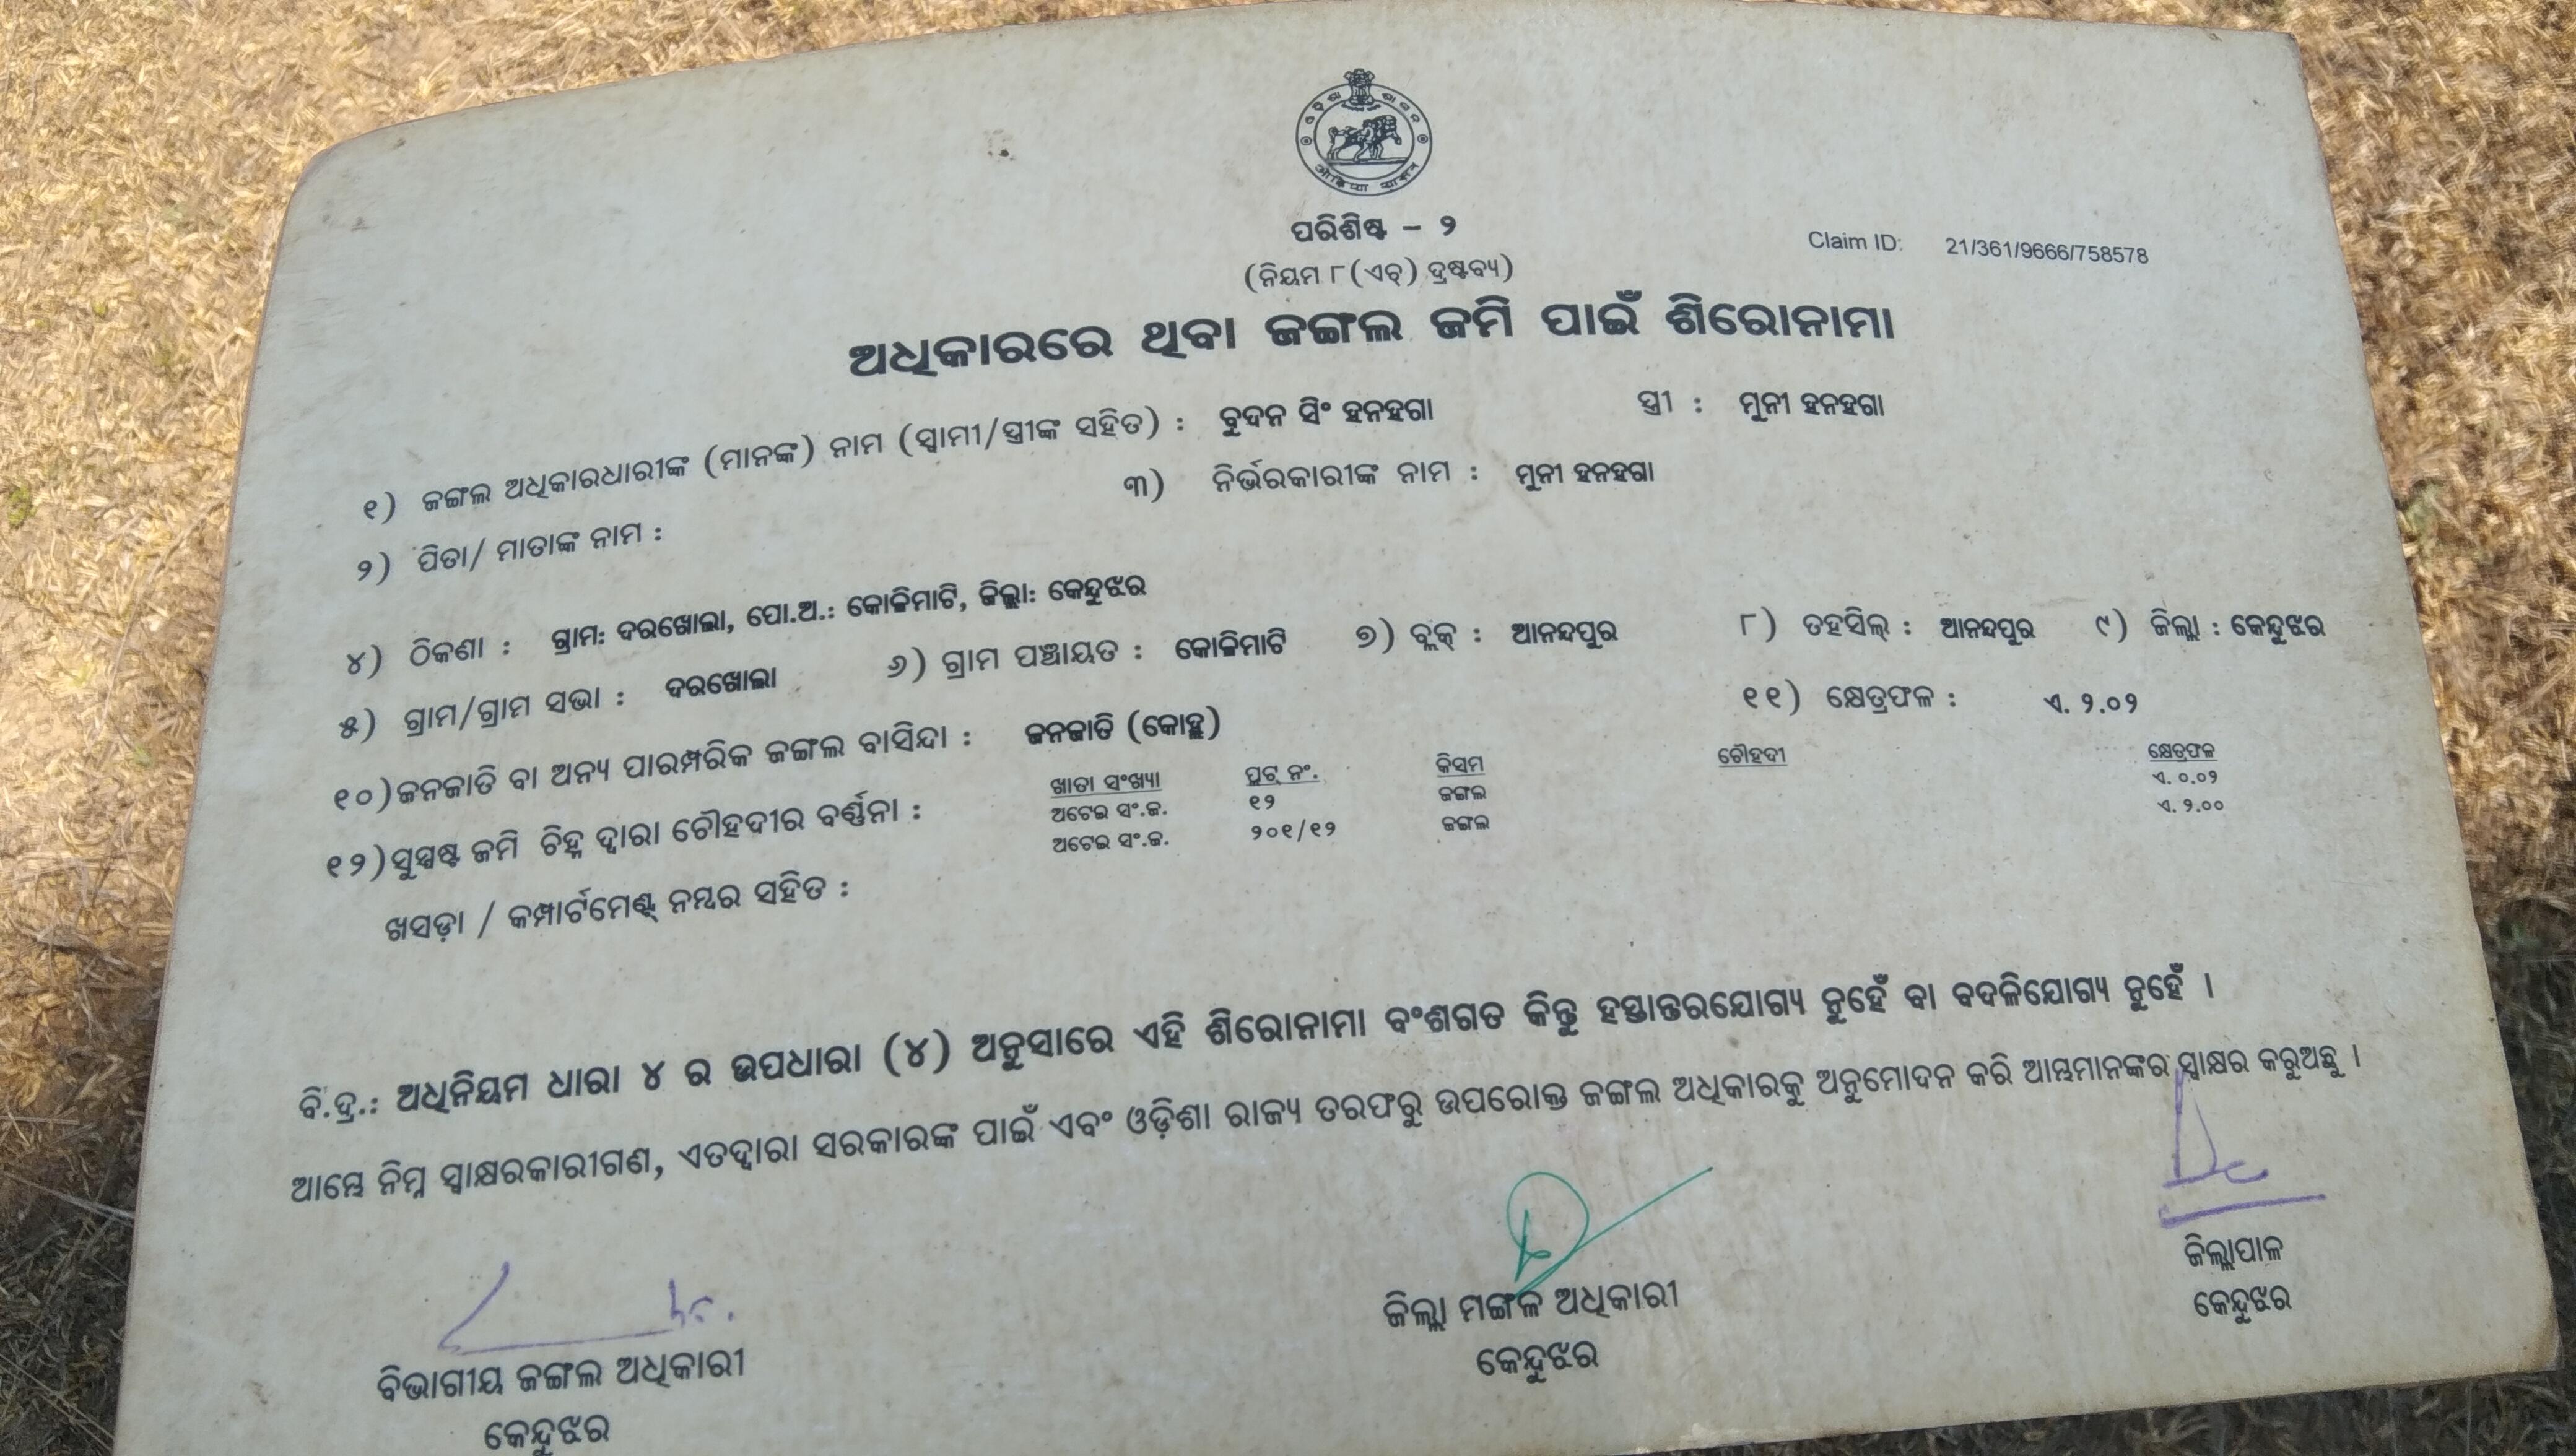 ପରିଶିଷ୍ଟ – ୨
(ନିୟମ ୮(ଏଚ୍) ଦ୍ରଷ୍ଟବ୍ୟ)
Claim ID: 21/361/9666/758578
ଅଧିକାରରେ ଥିବା ଜଙ୍ଗଲ ଜମି ପାଇଁ ଶିରୋନାମା
୧) ଜଙ୍ଗଲ ଅଧିକାରଧାରୀଙ୍କ (ମାନଙ୍କ) ନାମ (ସ୍ୱାମୀ/ସ୍ତ୍ରୀଙ୍କ ସହିତ) : ବୁଦନ ସିଂ ହନହଗା ସ୍ତ୍ରୀ : ମୁନୀ ହନହଗା
୨) ପିତା/ ମାତାଙ୍କ ନାମ : ୩) ନିର୍ଭରକାରୀଙ୍କ ନାମ : ମୁନୀ ହନହଗା
୪) ଠିକଣା : ଗ୍ରାମ: ଦରଖୋଲା, ପୋ.ଅ.: କୋଳିମାଟି, ଜିଲ୍ଲା: କେନ୍ଦୁଝର
୫) ଗ୍ରାମ/ଗ୍ରାମ ସଭା : ଦରଖୋଲା ୬) ଗ୍ରାମ ପଞ୍ଚାୟତ : କୋଳିମାଟି ୭) ବ୍ଲକ୍ : ଆନନ୍ଦପୁର ୮) ତହସିଲ୍ : ଆନନ୍ଦପୁର ୯) ଜିଲ୍ଲା : କେନ୍ଦୁଝର
୧୦)ଜନଜାତି ବା ଅନ୍ୟ ପାରମ୍ପରିକ ଜଙ୍ଗଲ ବାସିନ୍ଦା : ଜନଜାତି (କୋହ୍ଲ) ୧୧) କ୍ଷେତ୍ରଫଳ : ଏ. ୨.୦୨
୧୨)ସୁସ୍ପଷ୍ଟ ଜମି ଚିହ୍ନ ଦ୍ୱାରା ଚୌହଦୀର ବର୍ଣ୍ଣନା : ଖାତା ସଂଖ୍ୟା ପ୍ଲଟ୍ ନଂ. କିସମ ଚୌହଦୀ କ୍ଷେତ୍ରଫଳ
ଅଟେଇ ସଂ.ଜ. ୧୨ ଜଙ୍ଗଲ ଏ. ୦.୦୨
ଅଟେଇ ସଂ.ଜ. ୨୦୧/୧୨ ଜଙ୍ଗଲ ଏ. ୨.୦୦
ଖସଡ଼ା / କମ୍ପାର୍ଟମେଣ୍ଟ୍ ନମ୍ବର ସହିତ :
ବି.ଦ୍ର.: ଅଧିନିୟମ ଧାରା ୪ ର ଉପଧାରା (୪) ଅନୁସାରେ ଏହି ଶିରୋନାମା ବଂଶଗତ କିନ୍ତୁ ହସ୍ତାନ୍ତରଯୋଗ୍ୟ ନୁହେଁ ବା ବଦଳିଯୋଗ୍ୟ ନୁହେଁ ।
ଆମ୍ଭେ ନିମ୍ନ ସ୍ୱାକ୍ଷରକାରୀଗଣ, ଏତଦ୍ୱାରା ସରକାରଙ୍କ ପାଇଁ ଏବଂ ଓଡ଼ିଶା ରାଜ୍ୟ ତରଫରୁ ଉପରୋକ୍ତ ଜଙ୍ଗଲ ଅଧିକାରକୁ ଅନୁମୋଦନ କରି ଆମ୍ଭମାନଙ୍କର ସ୍ୱାକ୍ଷର କରୁଅଛୁ ।
ବିଭାଗୀୟ ଜଙ୍ଗଲ ଅଧିକାରୀ
କେନ୍ଦୁଝର
ଜିଲ୍ଲା ମଙ୍ଗଳ ଅଧିକାରୀ
କେନ୍ଦୁଝର
ଜିଲ୍ଲାପାଳ
କେନ୍ଦୁଝର